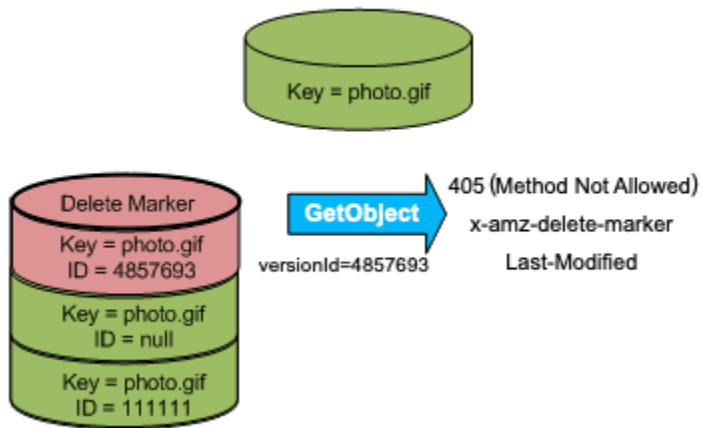 Key = photo.gif
Delete Marker
Key = photo.gif
ID = 4857693
Key = photo.gif
ID = null
Key = photo.gif
ID = 111111
GetObject
versionId=4857693
405 (Method Not Allowed)
x-amz-delete-marker
Last-Modified